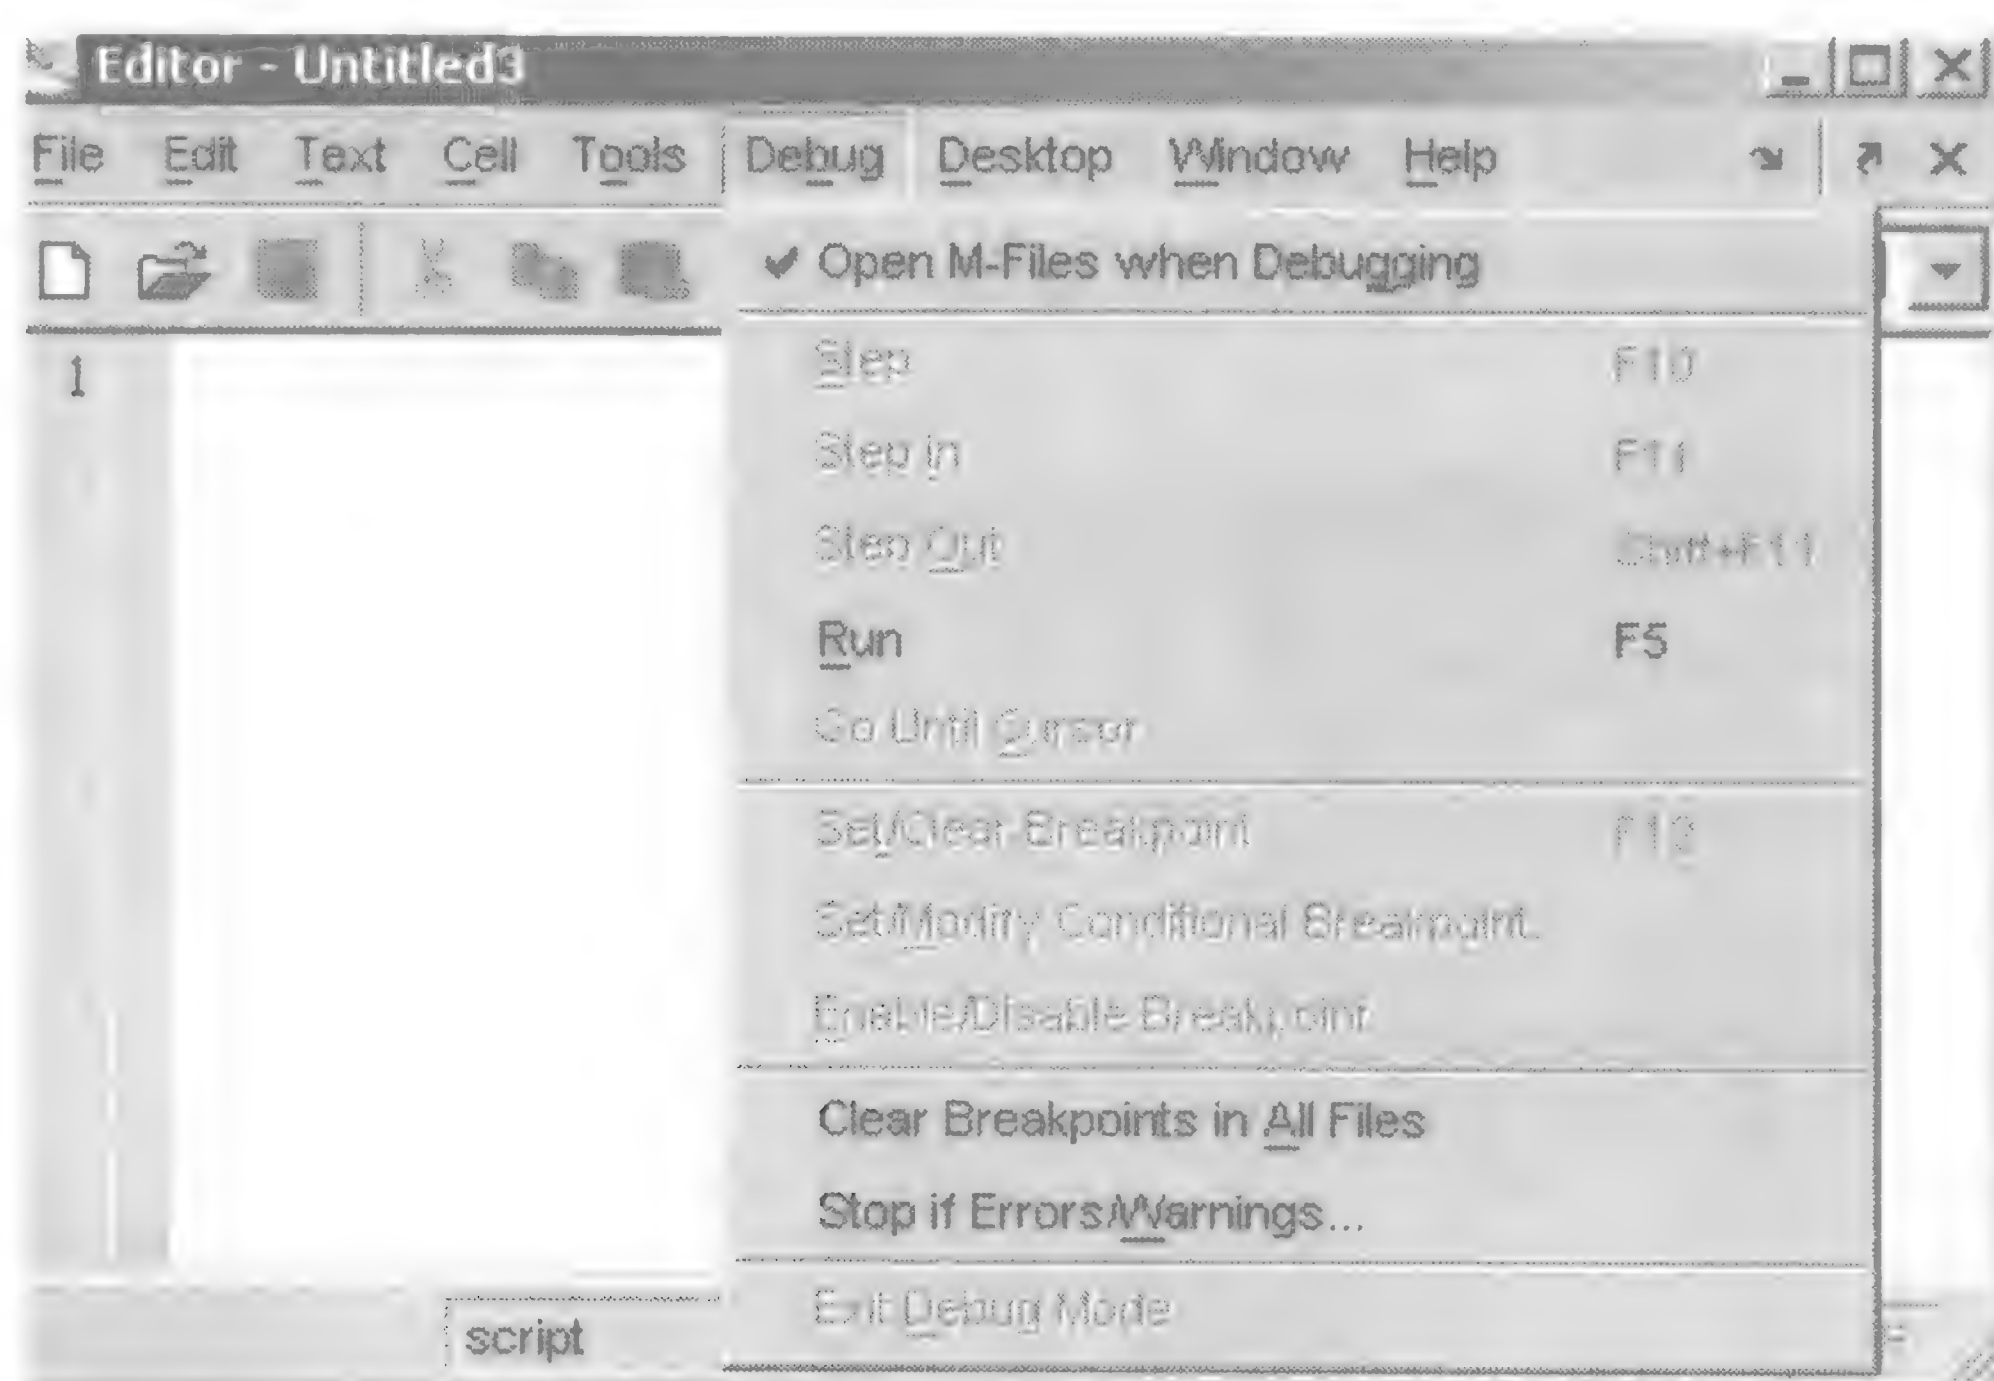 Editor - Untitled3
File Edit Text Cell Tools Debug Desktop Window Help
Open M-Files when Debugging
1
Step F10
Step in F11
Step Out Shift+F11
Run F5
Go Until Cursor
Set/Clear Breakpoint F12
Set/Modify Conditional Breakpoint..
Enable/Disable Breakpoint
Clear Breakpoints in All Files
Stop if Errors/Warnings...
Exit Debug Mode
script